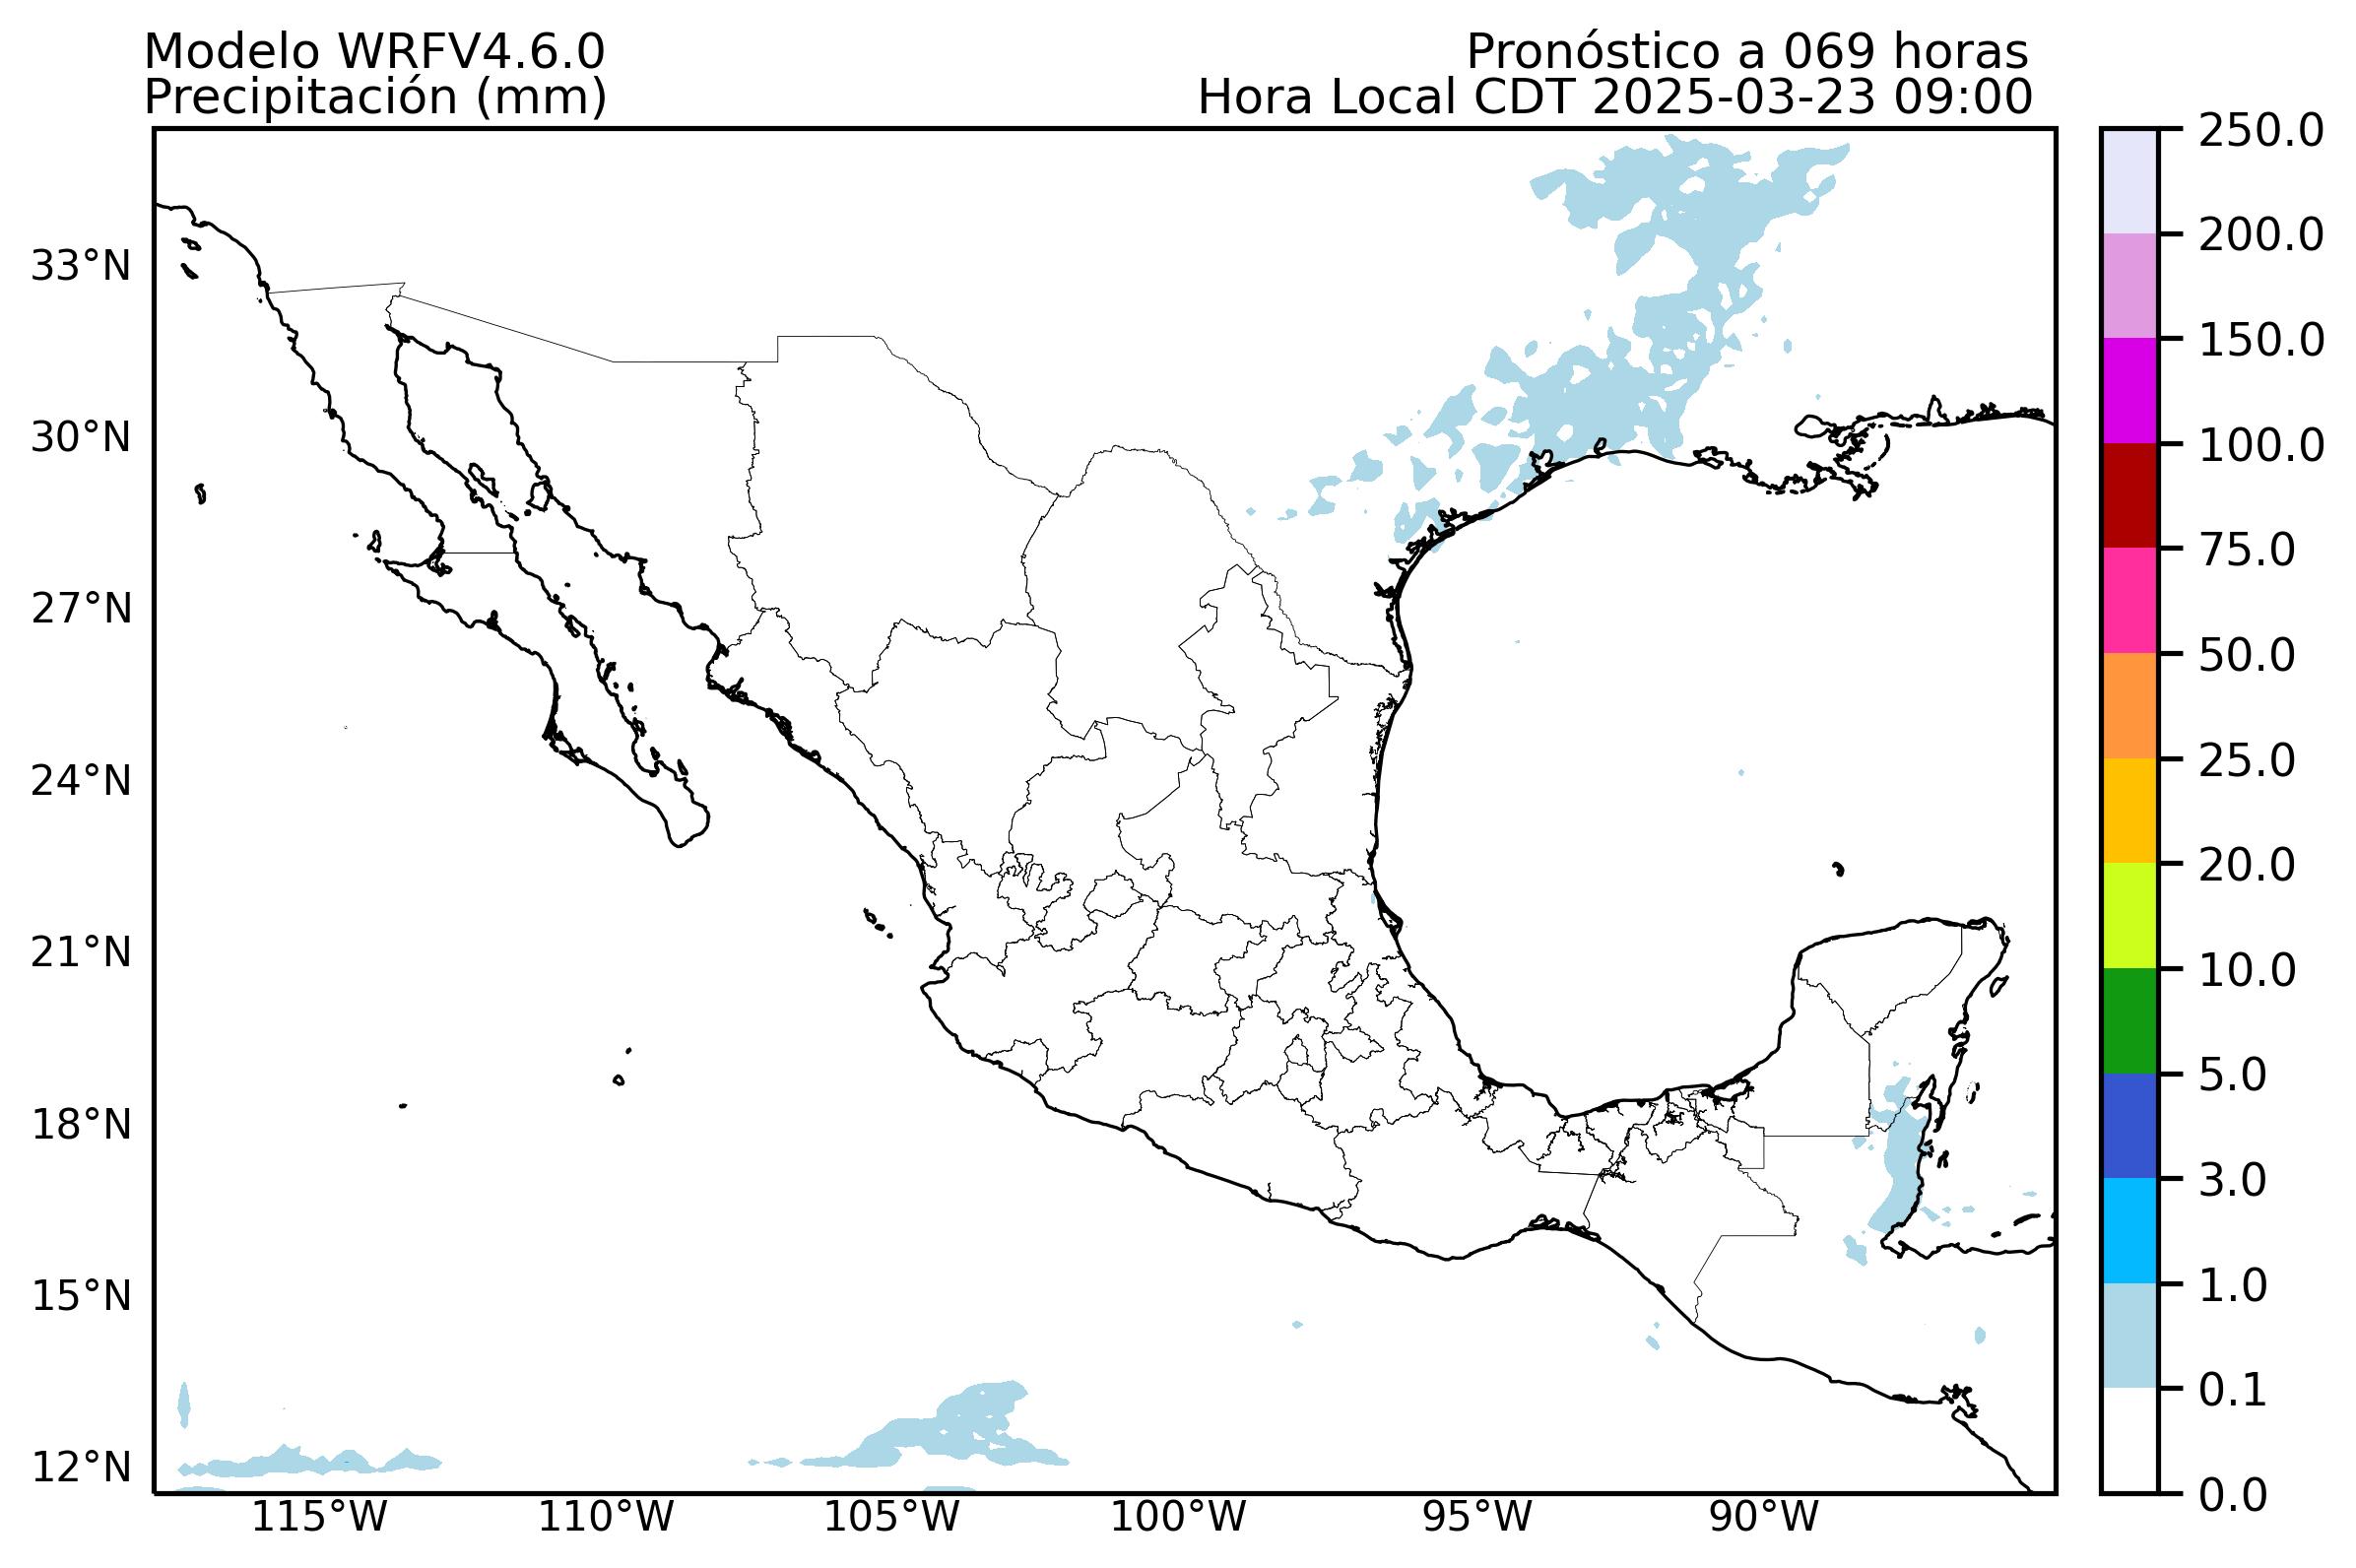 Modelo WRFV4.6.0
Precipitación (mm)
Pronóstico a 069 horas
Hora Local CDT 2025-03-23 09:00
33°N
30°N
27°N
24°N
21°N
18°N
15°N
12°N
115°W
110°W
105°W
100°W
95°W
90°W
250.0
200.0
150.0
100.0
75.0
50.0
25.0
20.0
10.0
5.0
3.0
1.0
0.1
0.0